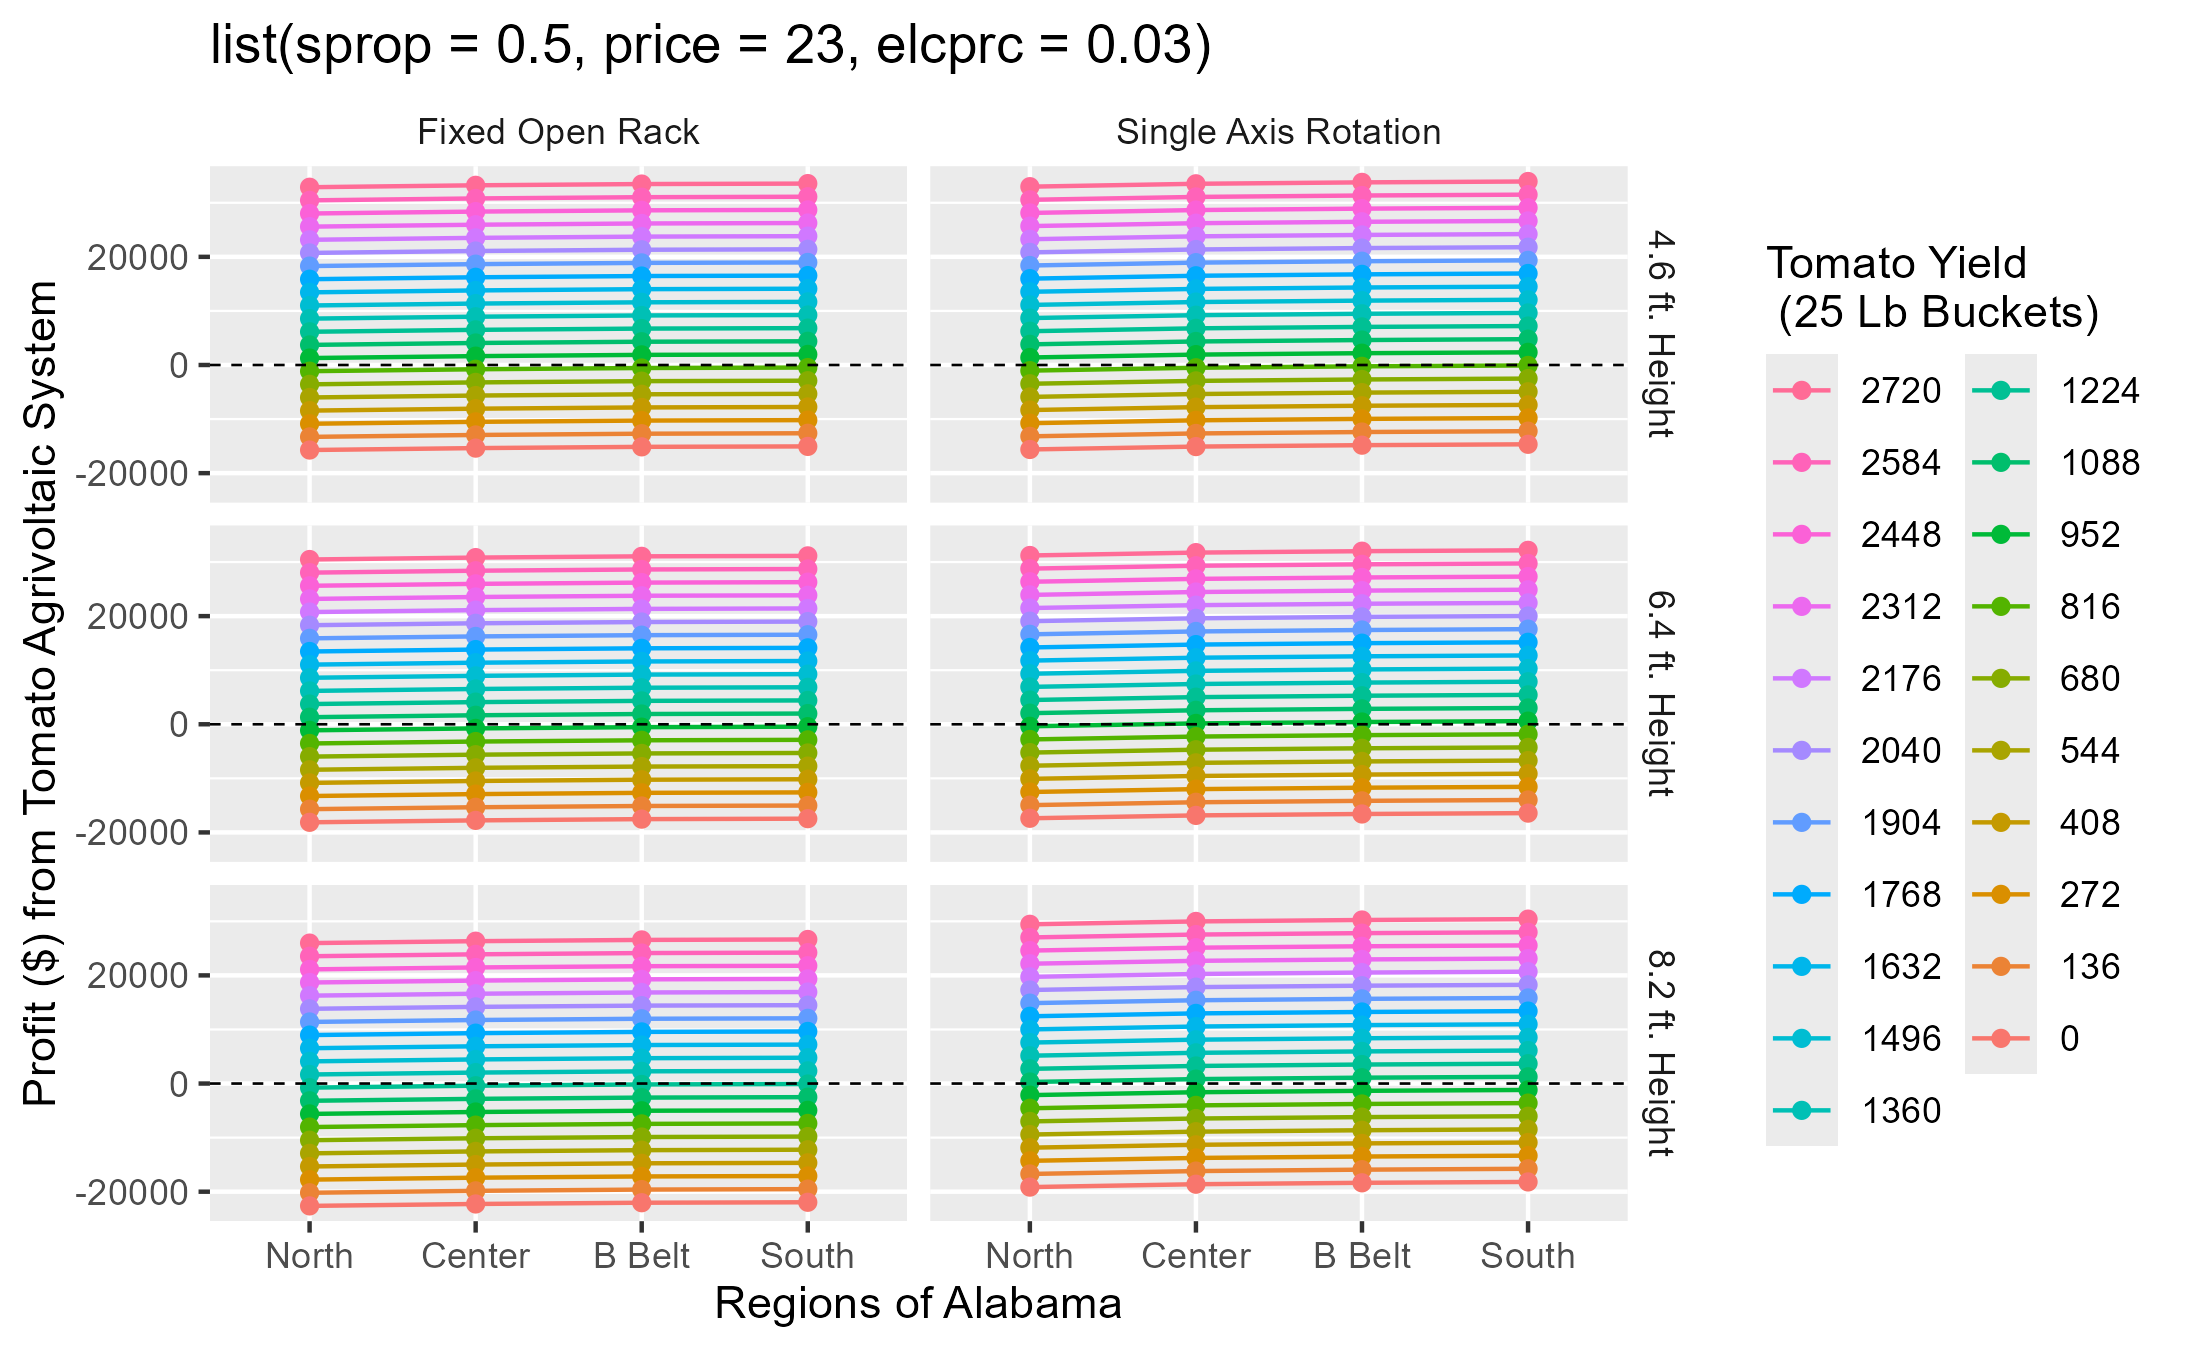 list(sprop = 0.5, price = 23, elcprc = 0.03)
Fixed Open Rack
Single Axis Rotation
Profit ($) from Tomato Agrivoltaic System
20000
0
-20000
4.6 ft. Height
20000
0
-20000
6.4 ft. Height
20000
0
-20000
8.2 ft. Height
North
Center
B Belt
South
North
Center
B Belt
South
Regions of Alabama
Tomato Yield
(25 Lb Buckets)
2720
2584
2448
2312
2176
2040
1904
1768
1632
1496
1360
1224
1088
952
816
680
544
408
272
136
0